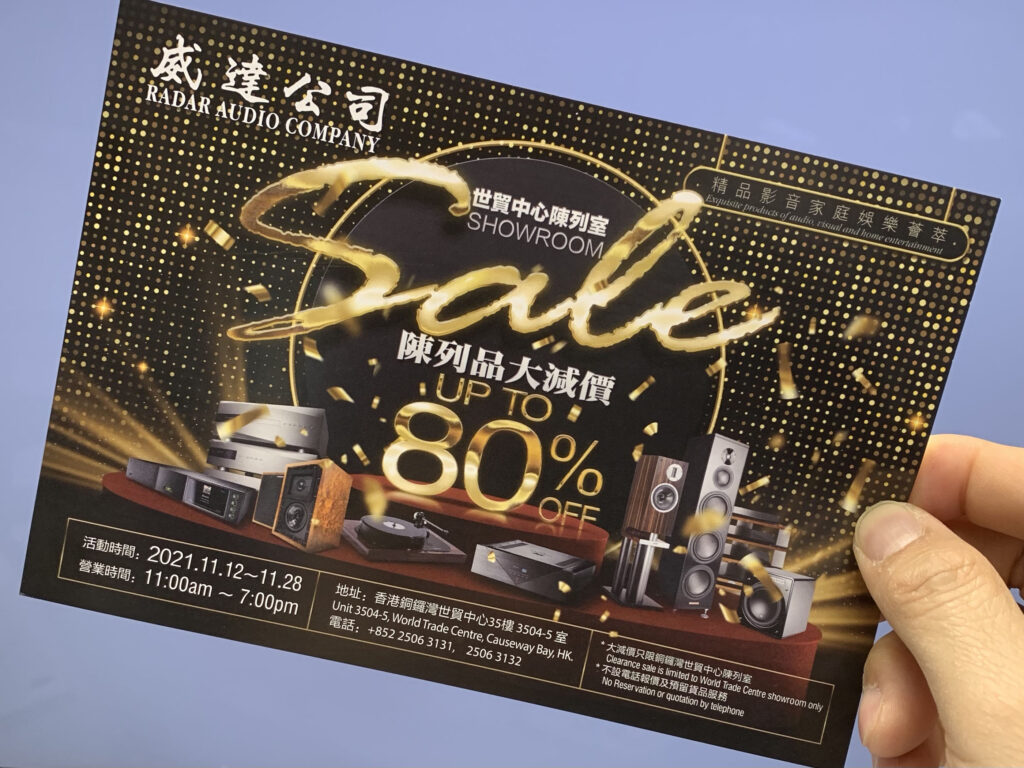 威達公司
RADAR AUDIO COMPANY
精品影音家庭娛樂薈萃
Exquisite products of audio, visual and home entertainment
世貿中心陳列室
SHOWROOM
Sale
陳列品大減價
UP TO
80%
OFF
活動時間：2021.11.12～11.28
營業時間：11:00am ~ 7:00pm
地址：香港銅鑼灣世貿中心35樓 3504-5 室
Unit 3504-5, World Trade Centre, Causeway Bay, HK.
電話：+852 2506 3131, 2506 3132
*大減價只限銅鑼灣世貿中心陳列室
Clearance sale is limited to World Trade Centre showroom only
*不設電話報價及預留貨品服務
No Reservation or quotation by telephone